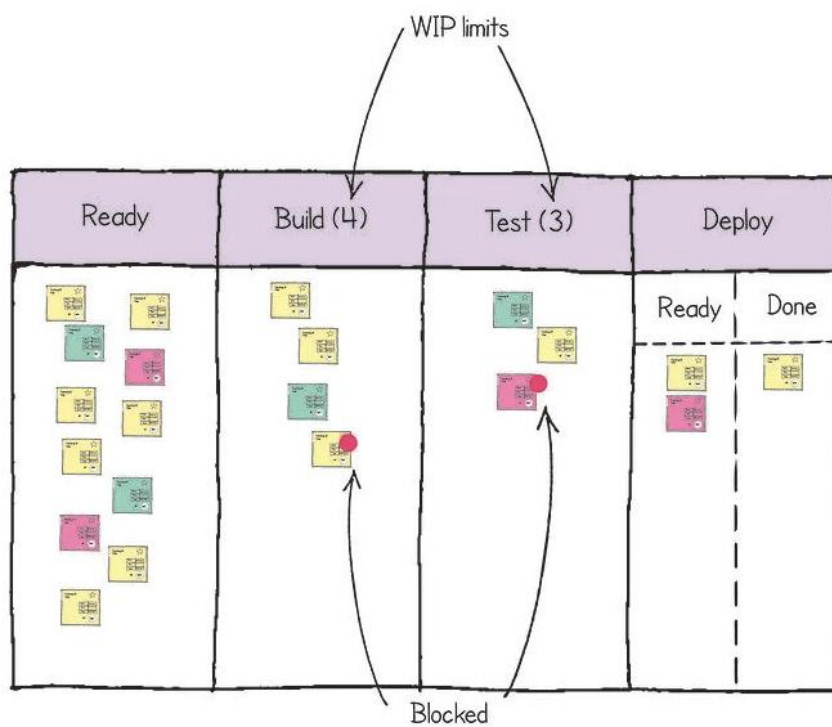 WIP limits
Ready
Build (4)
Test (3)
Deploy
Ready
Done
Blocked